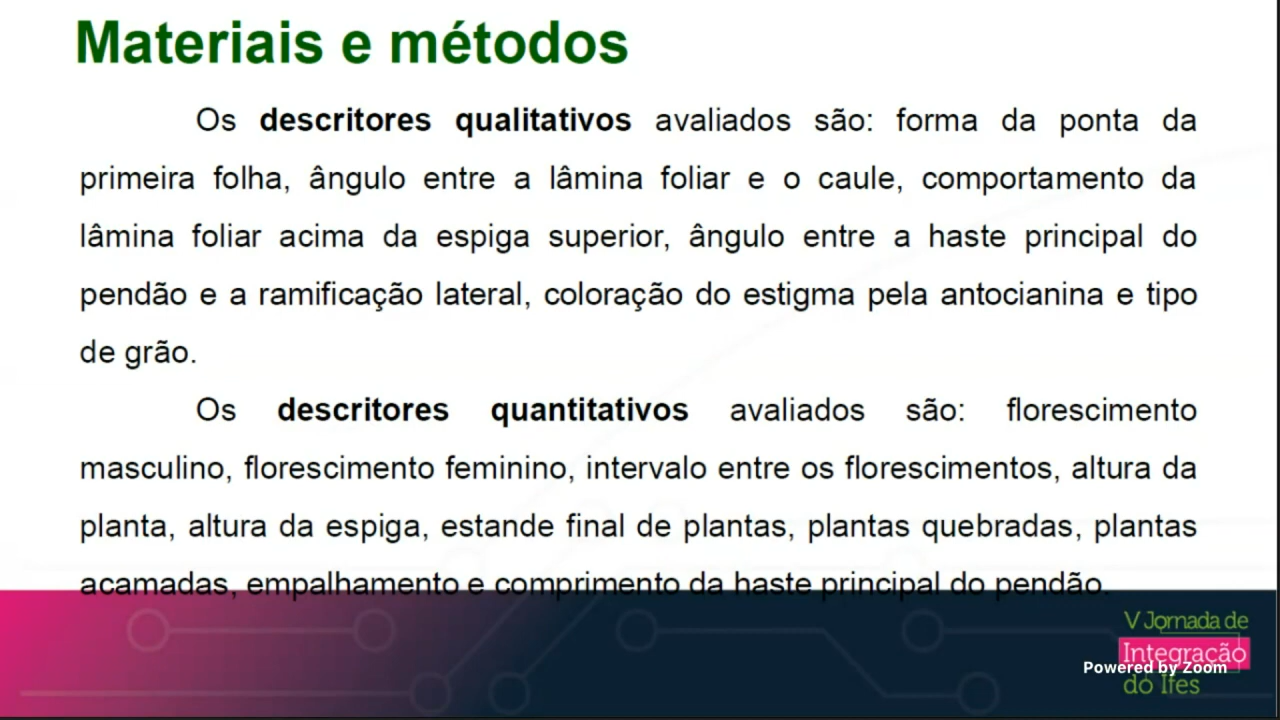 Materiais e métodos
Os descritores qualitativos avaliados são: forma da ponta da
primeira folha, ângulo entre a lâmina foliar e o caule, comportamento da
lâmina foliar acima da espiga superior, ângulo entre a haste principal do
pendão e a ramificação lateral, coloração do estigma pela antocianina e tipo
de grão.
Os descritores quantitativos avaliados são: florescimento
masculino, florescimento feminino, intervalo entre os florescimentos, altura da
planta, altura da espiga, estande final de plantas, plantas quebradas, plantas
acamadas, empalhamento e comprimento da haste principal do pendão.
V Jornada de
Integração
Powered by Zoom
do Ifes